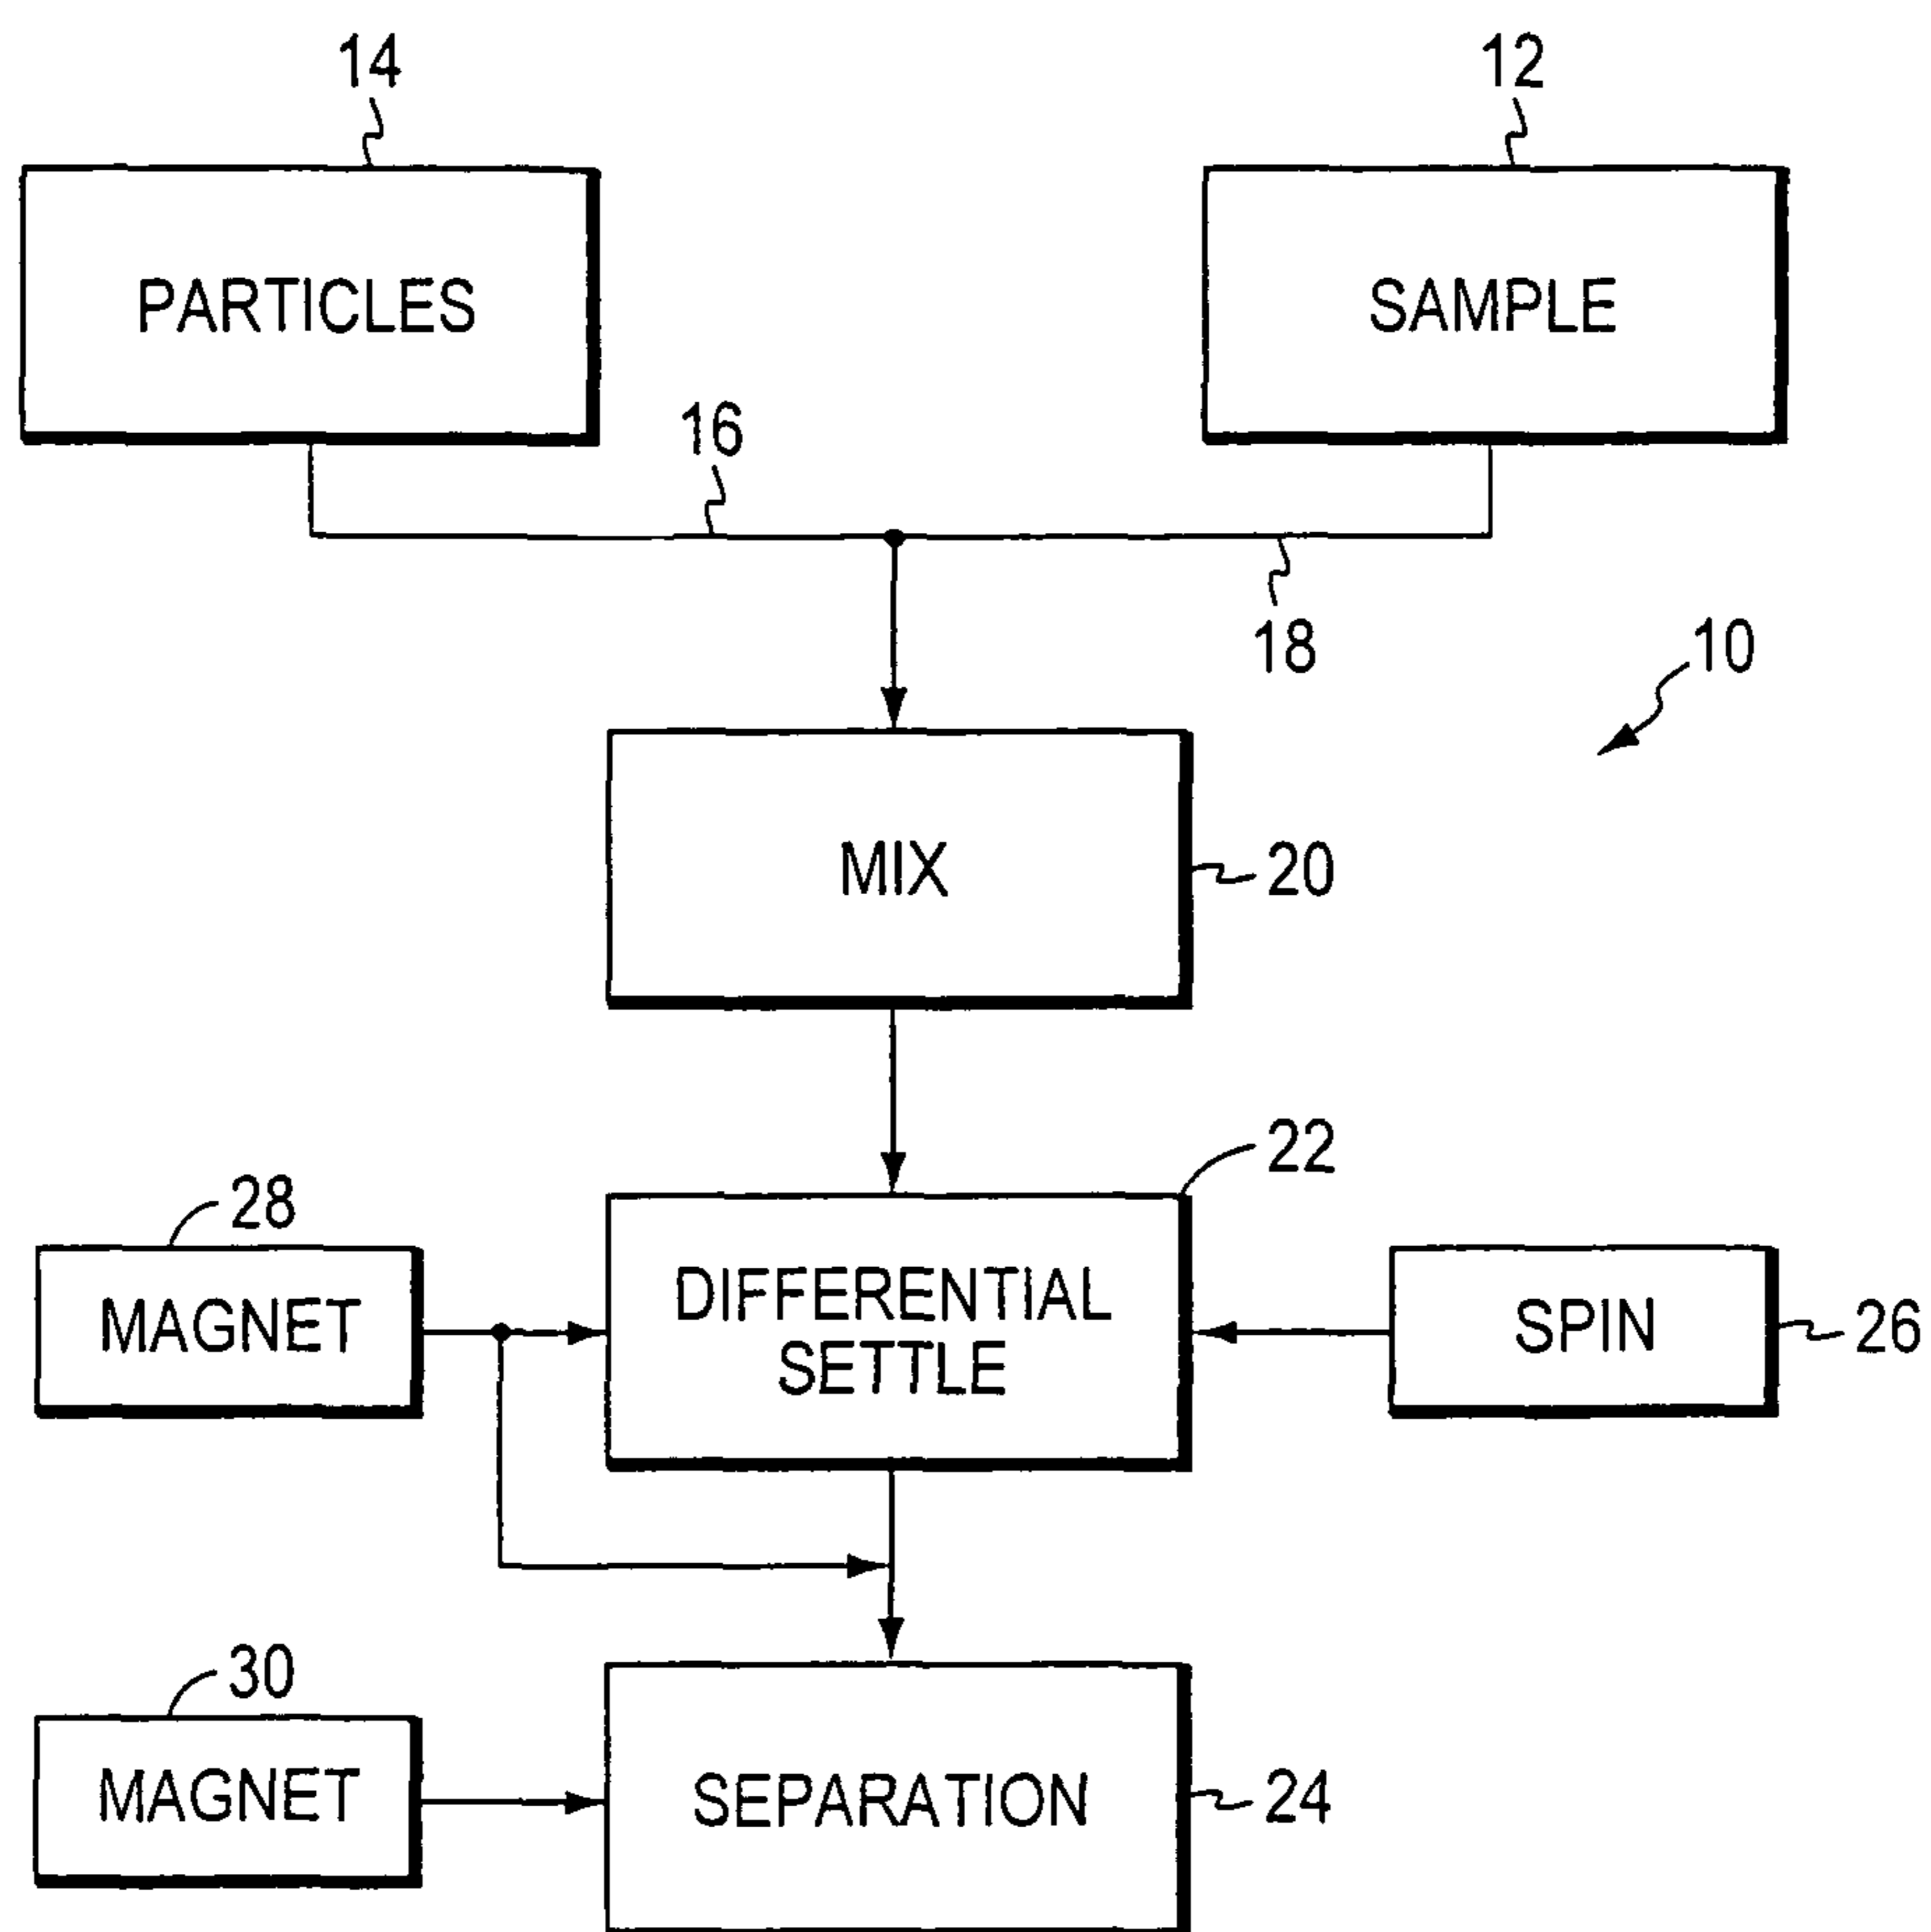 14
12
PARTICLES
SAMPLE
16
18
10
MIX
20
22
28
DIFFERENTIAL
SETTLE
MAGNET
SPIN
26
30
MAGNET
SEPARATION
24